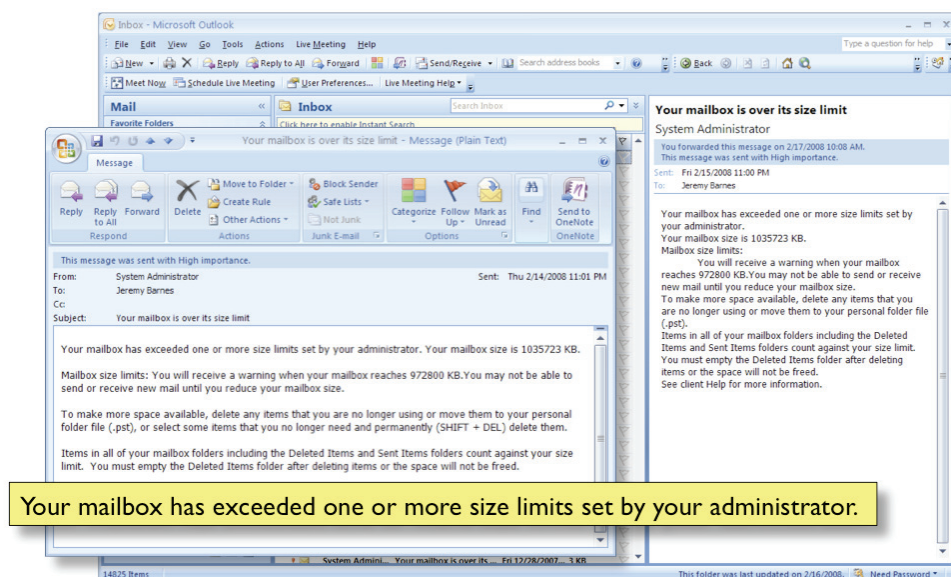 Inbox - Microsoft Outlook
File Edit View Go Tools Actions Live Meeting Help
Type a question for help
New Reply Reply to All Forward Send/Receive Search address books Back
Meet Now Schedule Live Meeting User Preferences... Live Meeting Help
Mail
Favorite Folders
Inbox
Search Inbox
Click here to enable Instant Search
Your mailbox is over its size limit - Message (Plain Text)
Message
Reply Reply to All Forward
Respond
Delete
Move to Folder
Create Rule
Other Actions
Actions
Block Sender
Safe Lists
Not Junk
Junk E-mail
Categorize Follow Up Mark as Unread
Options
Find
Send to OneNote
OneNote
This message was sent with High importance.
From: System Administrator Sent: Thu 2/14/2008 11:01 PM
To: Jeremy Barnes
Cc:
Subject: Your mailbox is over its size limit
Your mailbox has exceeded one or more size limits set by your administrator. Your mailbox size is 1035723 KB.
Mailbox size limits: You will receive a warning when your mailbox reaches 972800 KB.You may not be able to
send or receive new mail until you reduce your mailbox size.
To make more space available, delete any items that you are no longer using or move them to your personal
folder file (.pst), or select some items that you no longer need and permanently (SHIFT + DEL) delete them.
Items in all of your mailbox folders including the Deleted Items and Sent Items folders count against your size
limit. You must empty the Deleted Items folder after deleting items or the space will not be freed.
Your mailbox has exceeded one or more size limits set by your administrator.
System Admini... Your mailbox is over its ... Fri 12/28/2007... 3 KB
Your mailbox is over its size limit
System Administrator
You forwarded this message on 2/17/2008 10:08 AM.
This message was sent with High importance.
Sent: Fri 2/15/2008 11:00 PM
To: Jeremy Barnes
Your mailbox has exceeded one or more size limits set by
your administrator.
Your mailbox size is 1035723 KB.
Mailbox size limits:
You will receive a warning when your mailbox
reaches 972800 KB.You may not be able to send or receive
new mail until you reduce your mailbox size.
To make more space available, delete any items that you
are no longer using or move them to your personal folder file
(.pst).
Items in all of your mailbox folders including the Deleted
Items and Sent Items folders count against your size limit.
You must empty the Deleted Items folder after deleting
items or the space will not be freed.
See client Help for more information.
14825 Items
This folder was last updated on 2/16/2008. Need Password